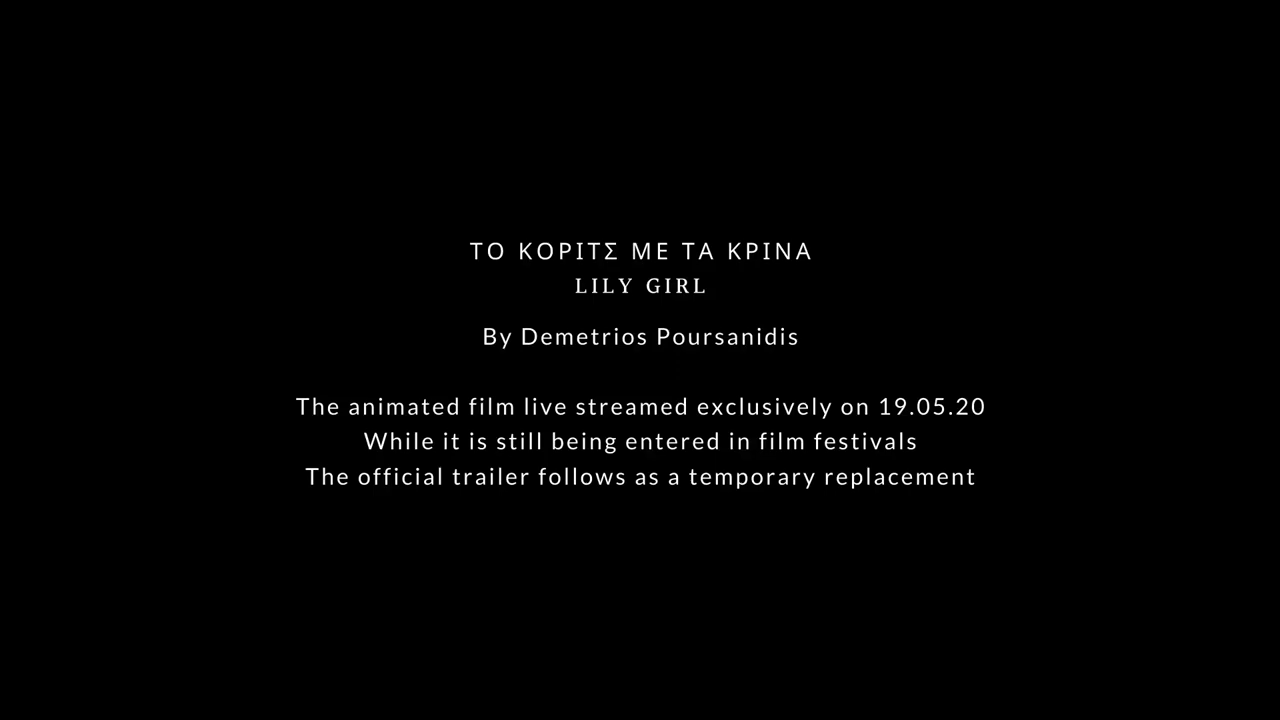 ΤΟ ΚΟΡΙΤΣ ΜΕ ΤΑ ΚΡΙΝΑ
LILY GIRL
By Demetrios Poursanidis
The animated film live streamed exclusively on 19.05.20
While it is still being entered in film festivals
The official trailer follows as a temporary replacement